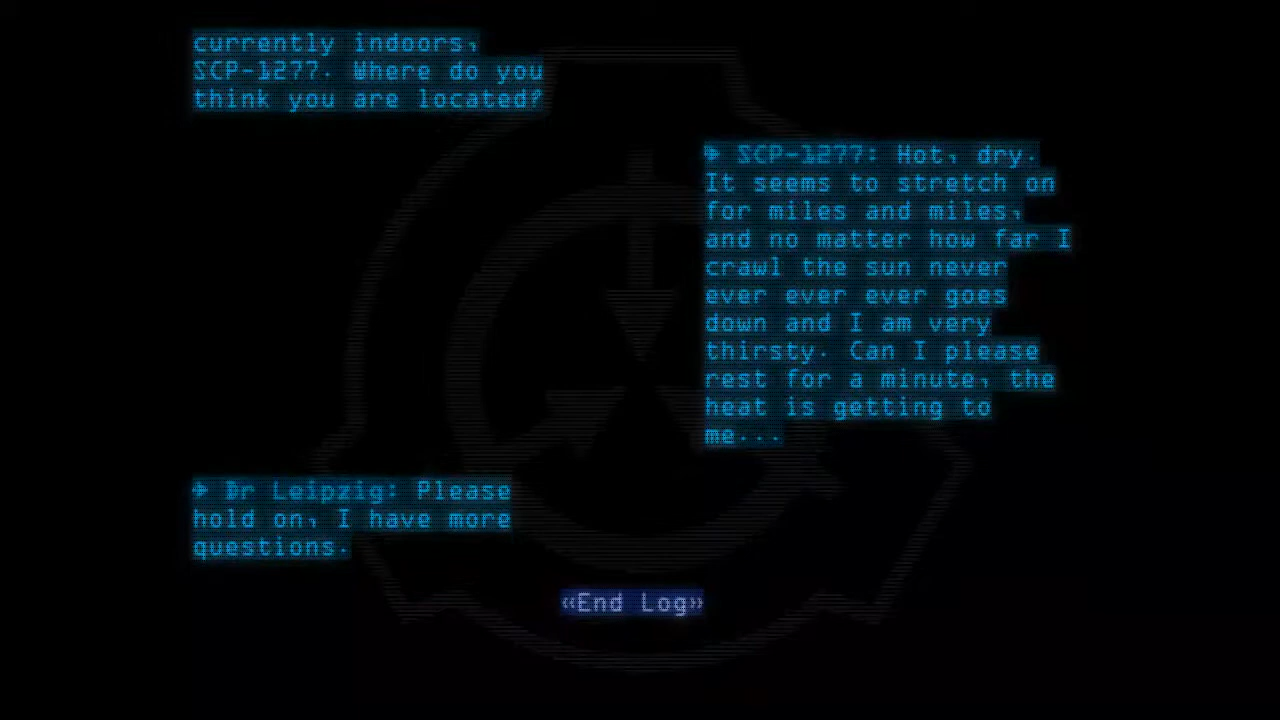 currently indoors,
SCP-1277. Where do you
think you are located?
→ SCP-1277: Hot, dry.
It seems to stretch on
for miles and miles,
and no matter how far I
crawl the sun never
ever ever ever goes
down and I am very
thirsty. Can I please
rest for a minute, the
heat is getting to
me...
→ Dr Leipzig: Please
hold on, I have more
questions.
«End Log»